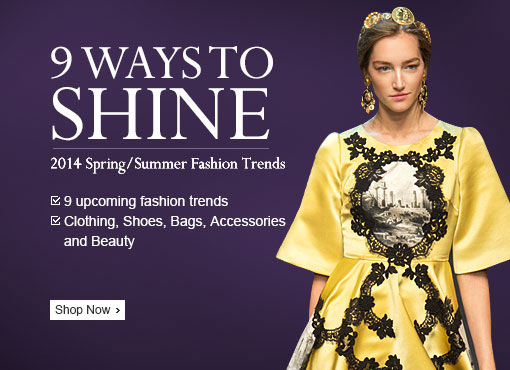 9 WAYS TO
SHINE
2014 Spring/Summer Fashion Trends
9 upcoming fashion trends
Clothing, Shoes, Bags, Accessories
and Beauty
Shop Now ›